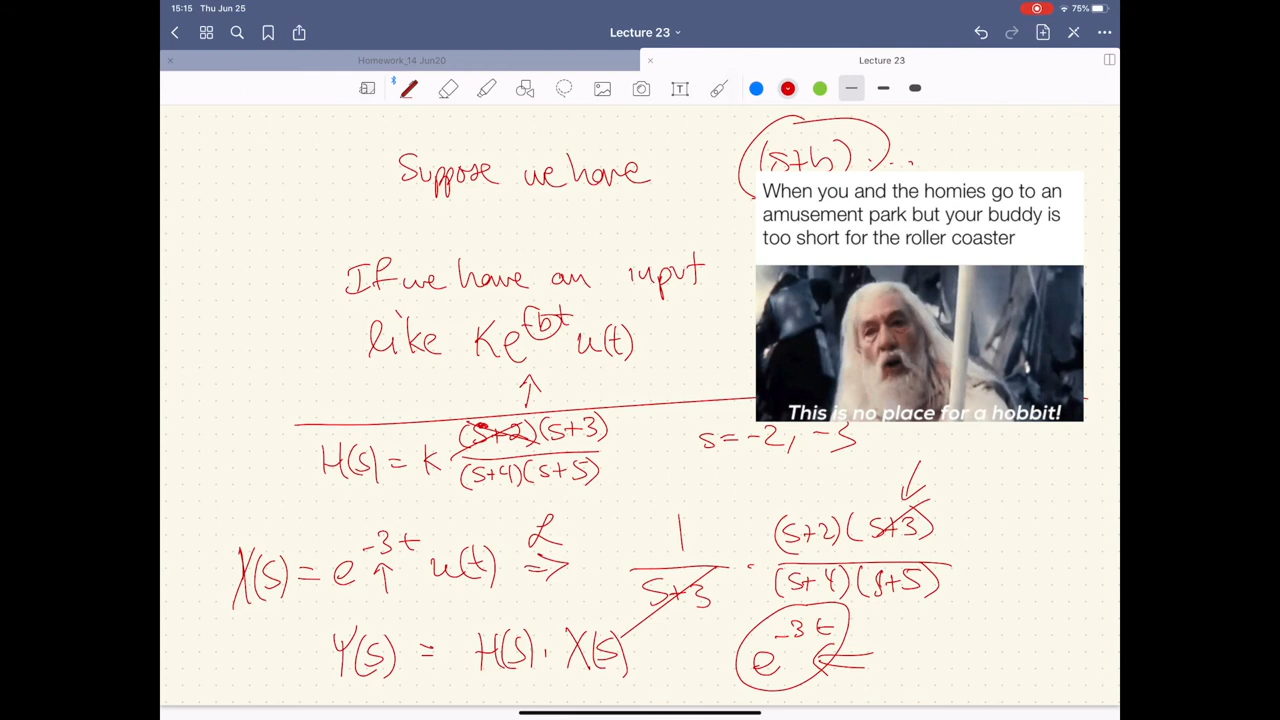 15:15 Thu Jun 25
75%
Lecture 23
Homework_14 Jun20
Lecture 23
Suppose we have
(s+b) ...
When you and the homies go to an
amusement park but your buddy is
too short for the roller coaster
If we have an input
like Ke^(-b)t u(t)
This is no place for a hobbit!
H(s) = K (s+2)(s+3) / (s+4)(s+5)
s=-2, -3
X(s) = e^-3t u(t) ℒ ⇒ 1 / s+3 · (s+2)(s+3) / (s+4)(s+5)
Y(s) = H(s) · X(s)
e^-3t